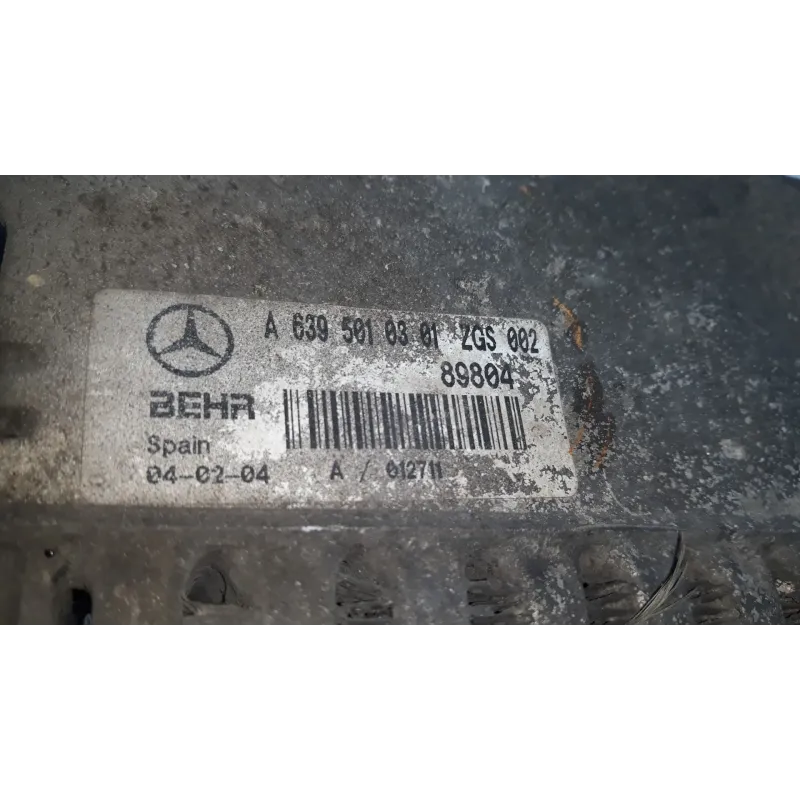 A 639 501 03 01 ZGS 002
89804
BEHR
Spain
04-02-04 A / 012711